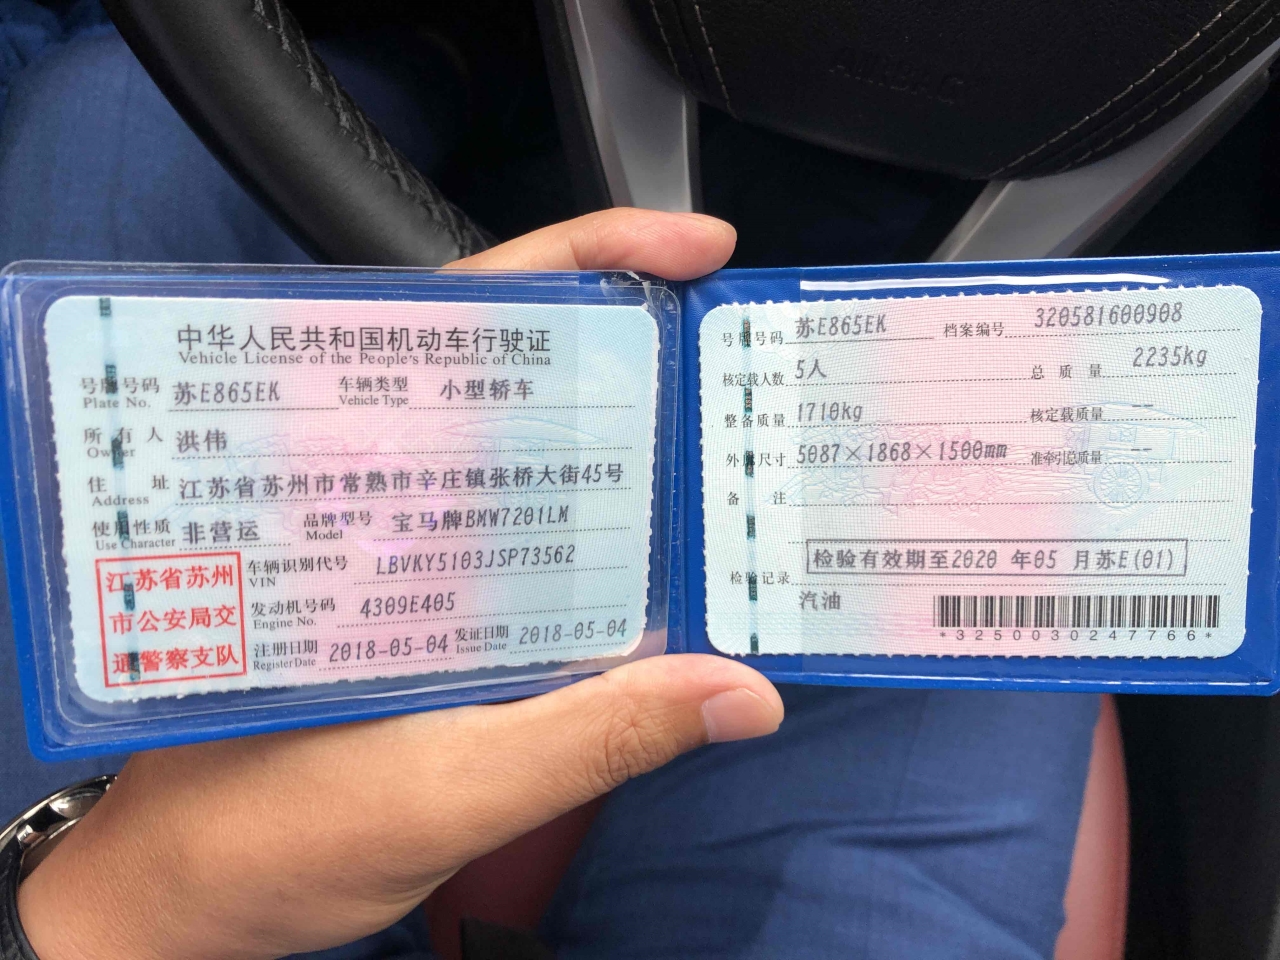 中华人民共和国机动车行驶证
Vehicle License of the People's Republic of China
号牌号码 苏E865EK 车辆类型 小型轿车
Plate No. Vehicle Type
所有人 洪伟
Owner
住址 江苏省苏州市常熟市辛庄镇张桥大街45号
Address
使用性质 非营运 品牌型号 宝马牌BMW7201LM
Use Character Model
江苏省苏州
市公安局交
通警察支队
车辆识别代号 LBVKY5103JSP73562
VIN
发动机号码 4309E405
Engine No.
注册日期 2018-05-04 发证日期 2018-05-04
Register Date Issue Date
号牌号码 苏E865EK 档案编号 320581600908
核定载人数 5人 总质量 2235kg
整备质量 1710kg 核定载质量 --
外廓尺寸 5087×1868×1500mm 准牵引总质量 --
备注
检验有效期至2020 年05 月苏E(01)
检验记录
汽油
*3250030247766*